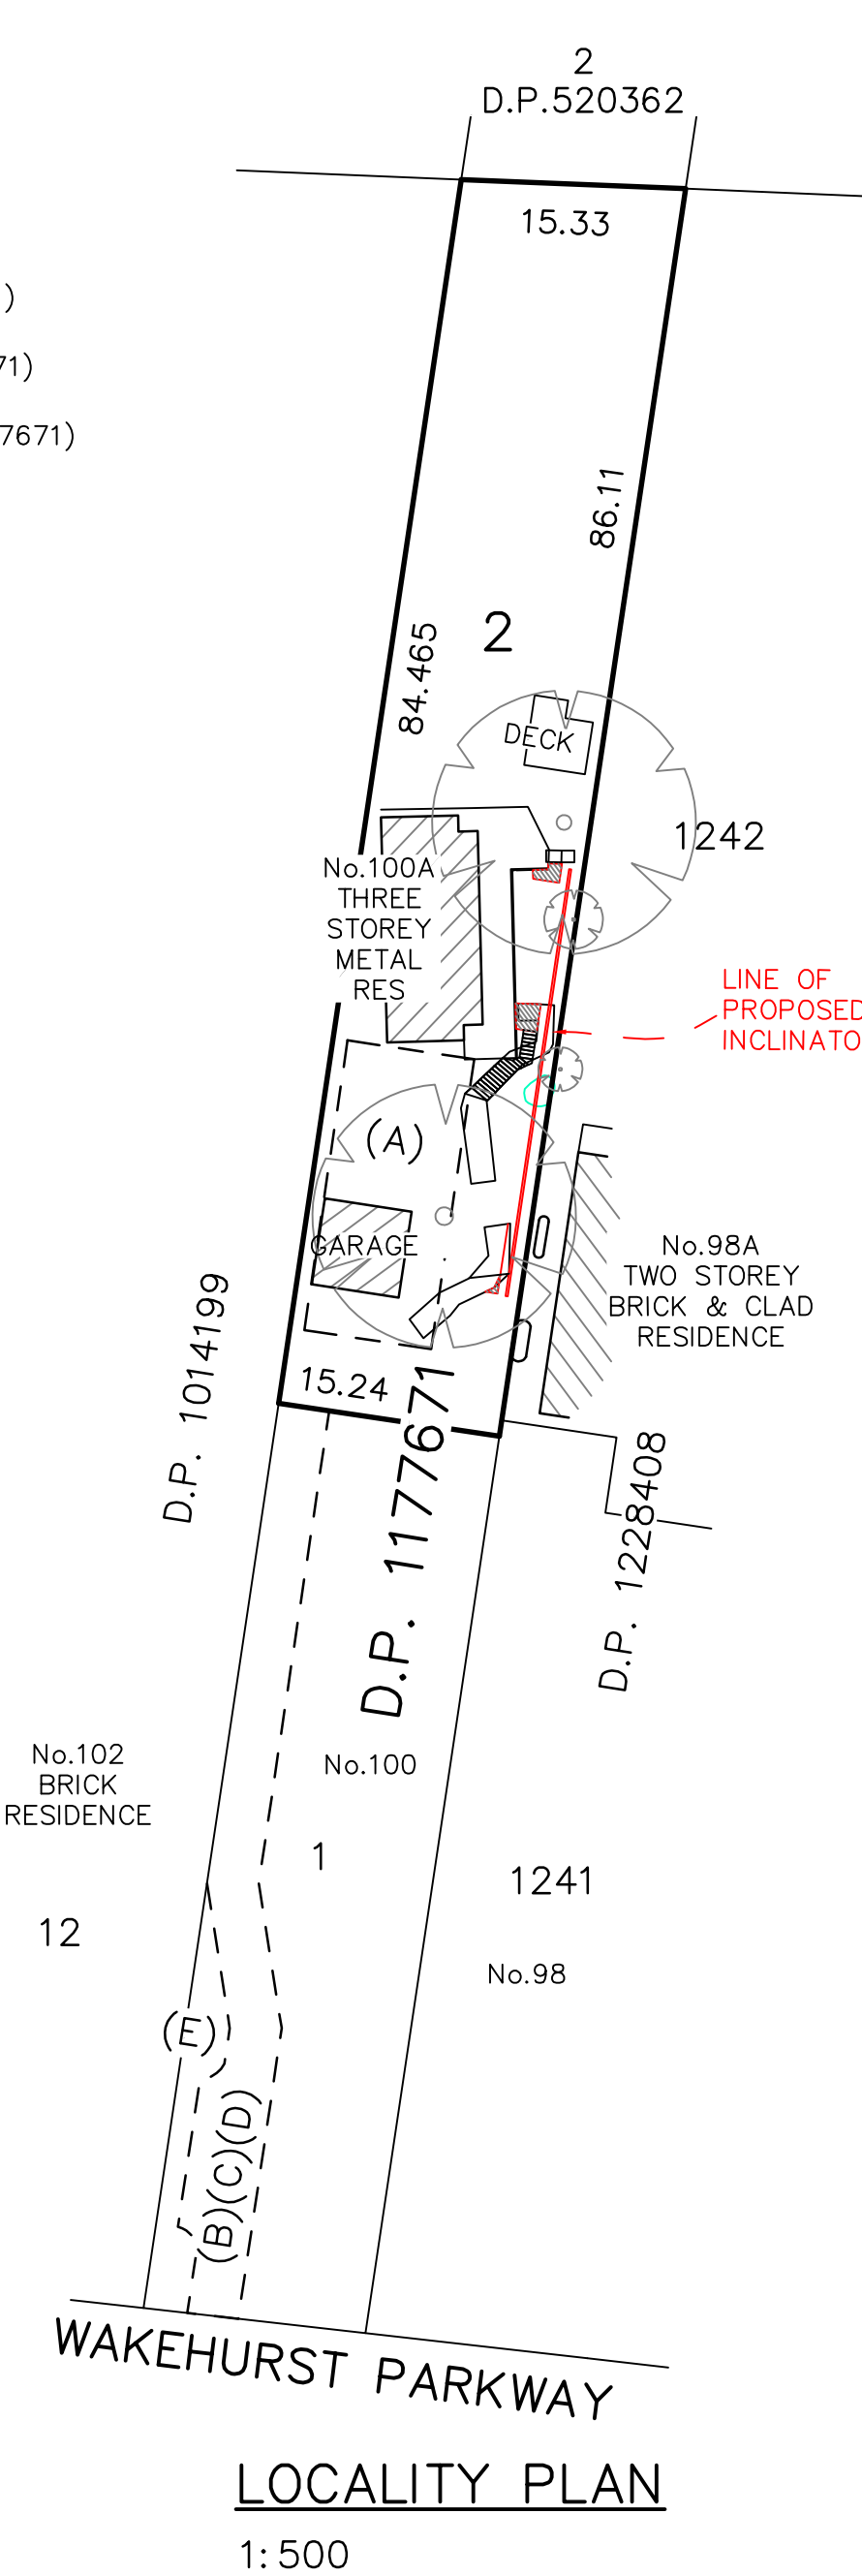 2
D.P.520362
15.33
)
71)
7671)
86.11
84.465
2
DECK
1242
No.100A
THREE
STOREY
METAL
RES
LINE OF
PROPOSED
INCLINATO
(A)
GARAGE
No.98A
TWO STOREY
BRICK & CLAD
RESIDENCE
D.P. 1014199
15.24
D.P. 1177671
D.P. 1228408
No.102
BRICK
RESIDENCE
No.100
1
1241
12
No.98
(E)
(B)(C)(D)
WAKEHURST PARKWAY
LOCALITY PLAN
1:500